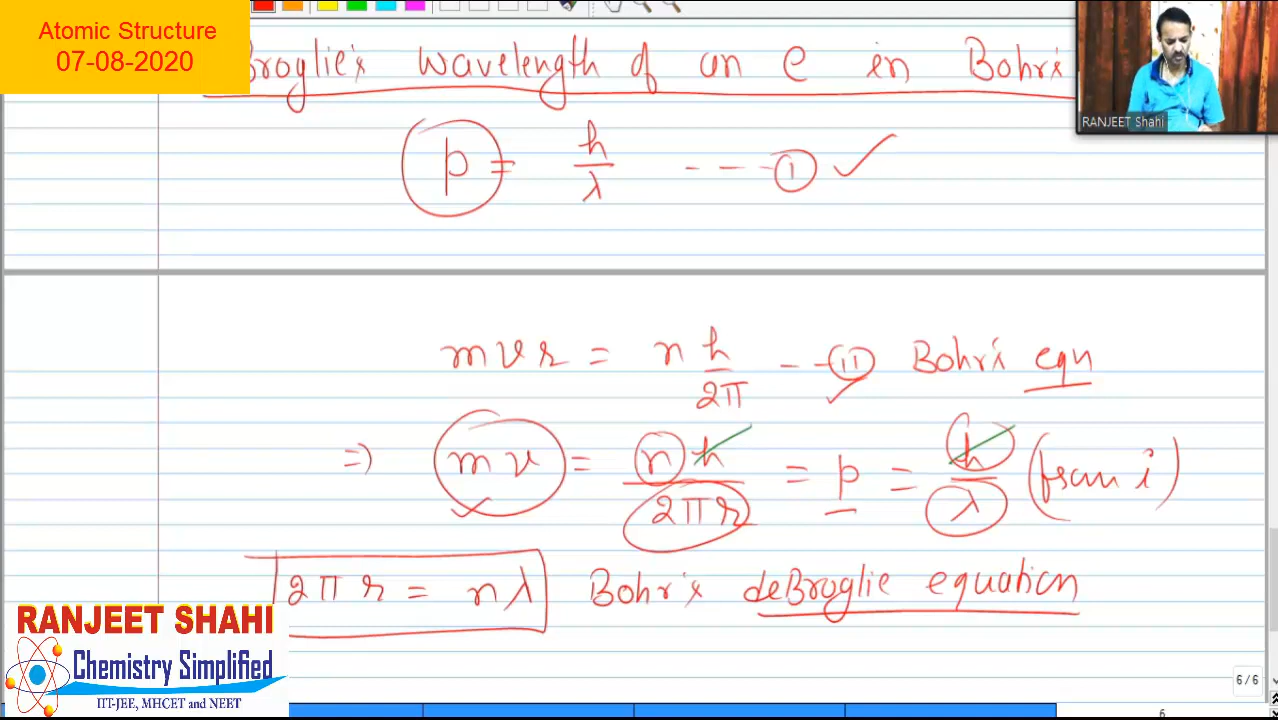 Atomic Structure
07-08-2020
Broglie's wavelength of an e in Bohr's
RANJEET Shahi
p = h/λ ---- (i) ✓
mvr = n h/2π -- (ii) Bohr's eqn
⇒ mv = nh/2πr = p = h/λ (from i)
2πr = nλ Bohr's deBroglie equation
RANJEET SHAHI
Chemistry Simplified
IIT-JEE, MHCET and NEET
6/6
6